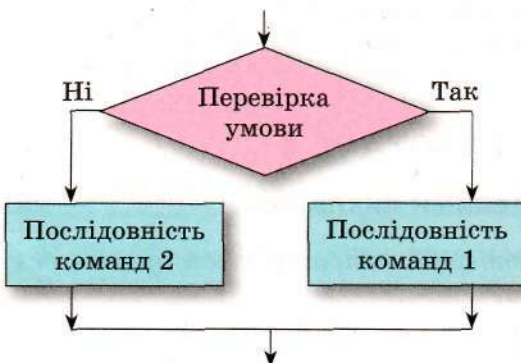 Ні
Перевірка
умови
Так
Послідовність
команд 2
Послідовність
команд 1